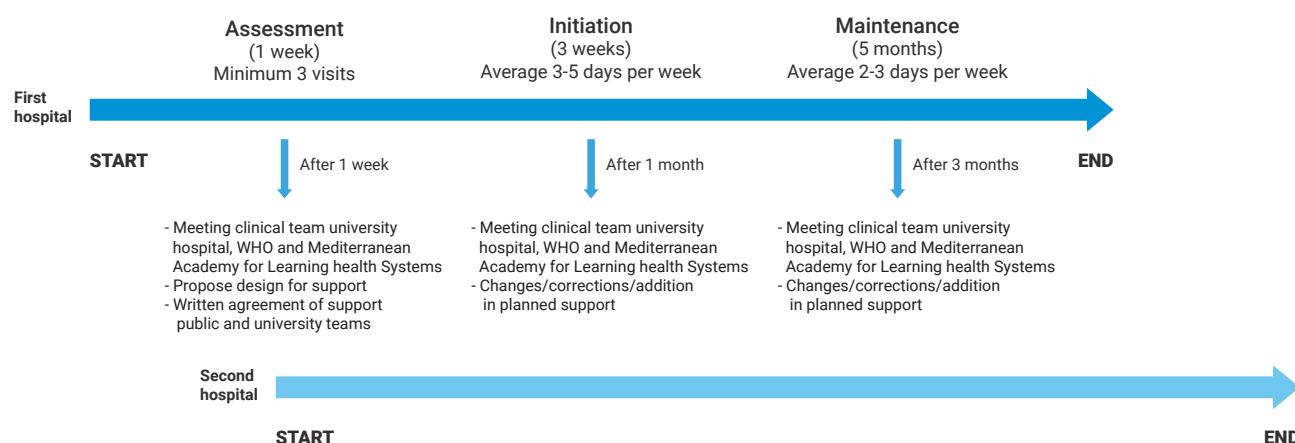 Assessment
(1 week)
Minimum 3 visits
Initiation
(3 weeks)
Average 3-5 days per week
Maintenance
(5 months)
Average 2-3 days per week
First
hospital
START
After 1 week
After 1 month
After 3 months
END
- Meeting clinical team university
hospital, WHO and Mediterranean
Academy for Learning health Systems
- Propose design for support
- Written agreement of support
public and university teams
- Meeting clinical team university
hospital, WHO and Mediterranean
Academy for Learning health Systems
- Changes/corrections/addition
in planned support
- Meeting clinical team university
hospital, WHO and Mediterranean
Academy for Learning health Systems
- Changes/corrections/addition
in planned support
Second
hospital
START
END